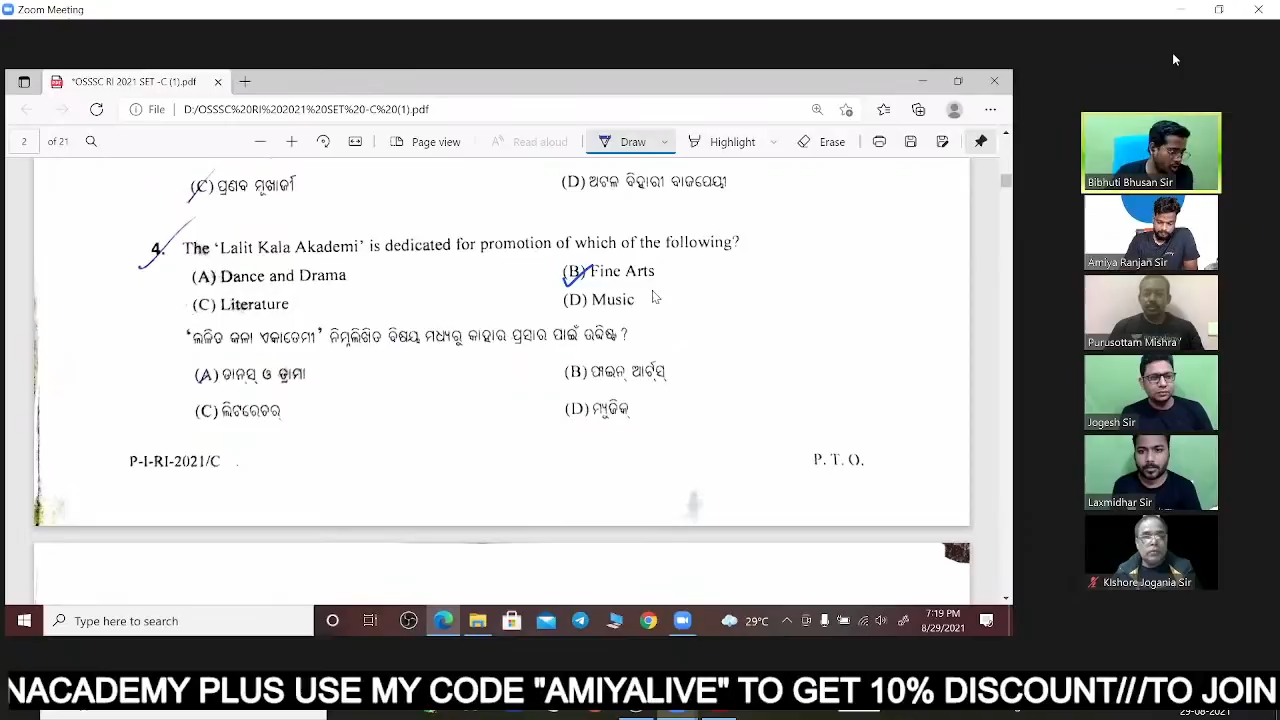 Zoom Meeting
*OSSSC RI 2021 SET -C (1).pdf
File D:/OSSSC%20RI%202021%20SET%20-C%20(1).pdf
2 of 21 Page view Read aloud Draw Highlight Erase
(C) ପ୍ରଣବ ମୁଖାର୍ଜୀ (D) ଅଟଳ ବିହାରୀ ବାଜପେୟୀ
4. The ‘Lalit Kala Akademi’ is dedicated for promotion of which of the following?
(A) Dance and Drama (B) Fine Arts
(C) Literature (D) Music
‘ଲଳିତ କଳା ଏକାଡେମୀ’ ନିମ୍ନଲିଖିତ ବିଷୟ ମଧ୍ୟରୁ କାହାର ପ୍ରସାର ପାଇଁ ଉଦ୍ଦିଷ୍ଟ ?
(A) ଡାନସ୍ ଓ ଡ୍ରାମା (B) ଫାଇନ୍ ଆର୍ଟସ୍
(C) ଲିଟରେଚର୍ (D) ମ୍ୟୁଜିକ୍
P-I-RI-2021/C P. T. O.
Bibhuti Bhusan Sir
Amiya Ranjan Sir
Purusottam Mishra
Jogesh Sir
Laxmidhar Sir
KIshore Jogania Sir
Type here to search 29°C 7:19 PM
8/29/2021
NACADEMY PLUS USE MY CODE "AMIYALIVE" TO GET 10% DISCOUNT///TO JOIN
29-08-2021